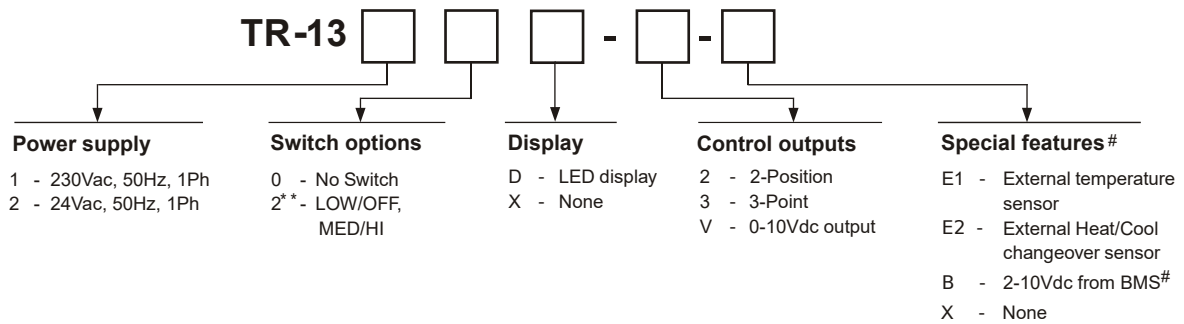 TR-13 - -
Power supply
1 - 230Vac, 50Hz, 1Ph
2 - 24Vac, 50Hz, 1Ph
Switch options
0 - No Switch
2** - LOW/OFF,
MED/HI
Display
D - LED display
X - None
Control outputs
2 - 2-Position
3 - 3-Point
V - 0-10Vdc output
Special features#
E1 - External temperature
sensor
E2 - External Heat/Cool
changeover sensor
B - 2-10Vdc from BMS#
X - None